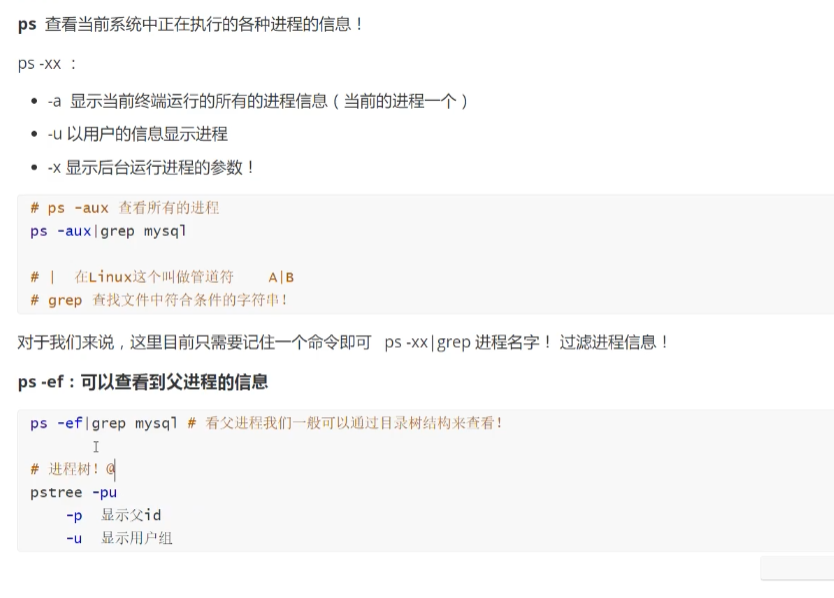 ps 查看当前系统中正在执行的各种进程的信息！
ps -xx ：
• -a 显示当前终端运行的所有的进程信息（当前的进程一个）
• -u 以用户的信息显示进程
• -x 显示后台运行进程的参数！
# ps -aux 查看所有的进程
ps -aux|grep mysql
# | 在Linux这个叫做管道符 A|B
# grep 查找文件中符合条件的字符串！
对于我们来说，这里目前只需要记住一个命令即可 ps -xx|grep 进程名字！ 过滤进程信息！
ps -ef：可以查看到父进程的信息
ps -ef|grep mysql # 看父进程我们一般可以通过目录树结构来查看！
# 进程树！@
pstree -pu
-p 显示父id
-u 显示用户组